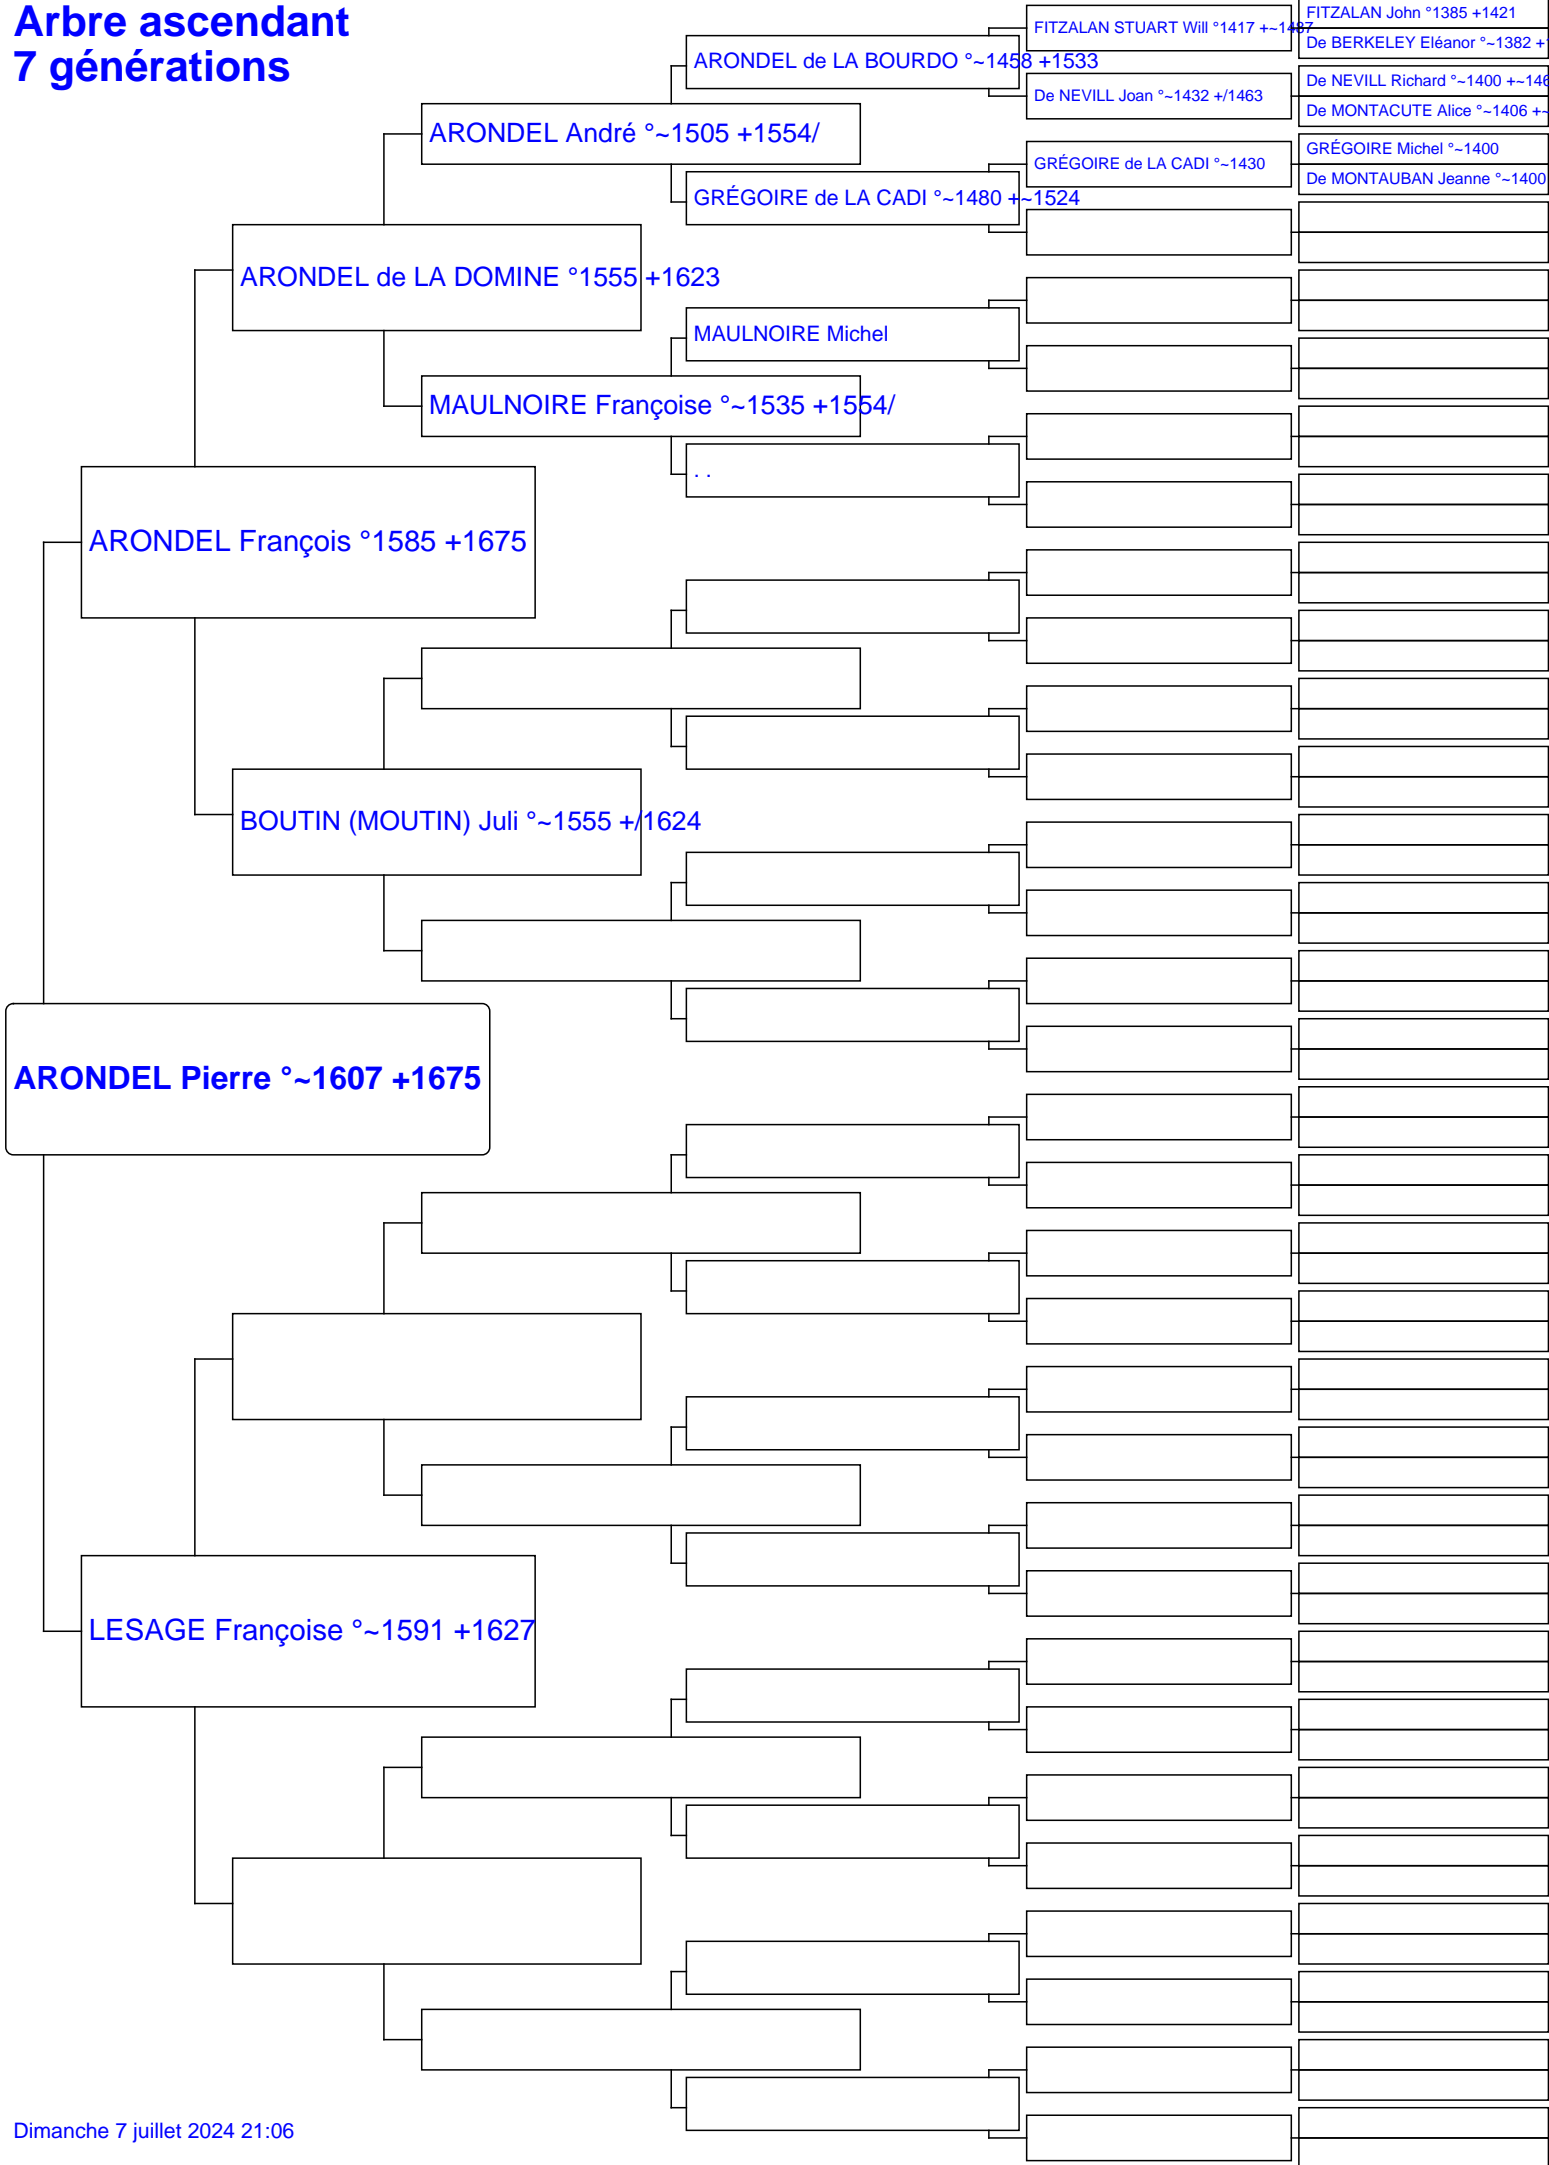 Arbre ascendant
7 générations
FITZALAN STUART Will °1417 +~1487
FITZALAN John °1385 +1421
De BERKELEY Eléanor °~1382 +
ARONDEL de LA BOURDO °~1458 +1533
De NEVILL Joan °~1432 +/1463
De NEVILL Richard °~1400 +~146
De MONTACUTE Alice °~1406 +~
ARONDEL André °~1505 +1554/
GRÉGOIRE de LA CADI °~1430
GRÉGOIRE Michel °~1400
De MONTAUBAN Jeanne °~1400
GRÉGOIRE de LA CADI °~1480 +~1524
ARONDEL de LA DOMINE °1555 +1623
MAULNOIRE Michel
MAULNOIRE Françoise °~1535 +1554/
. .
ARONDEL François °1585 +1675
BOUTIN (MOUTIN) Juli °~1555 +/1624
ARONDEL Pierre °~1607 +1675
LESAGE Françoise °~1591 +1627
Dimanche 7 juillet 2024 21:06